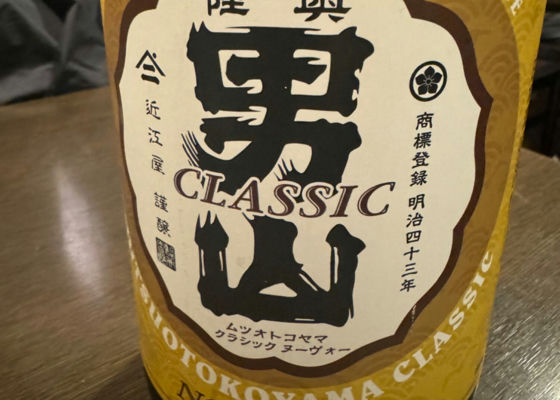 陸奥
男山
CLASSIC
近江屋 謹醸
商標登録 明治四十三年
ムツオトコヤマ
クラシック ヌーヴォー
TSUOTOKOYAMA CLASSIC